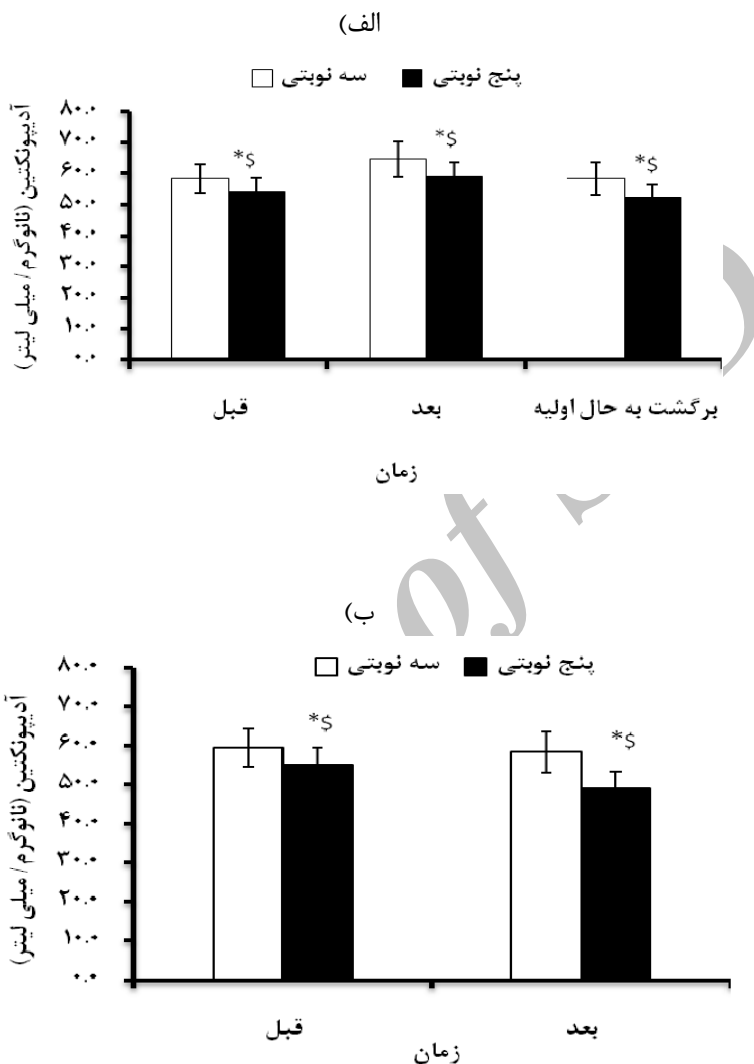 الف)
سه نوبتی پنج نوبتی
آدیپونکتین (نانوگرم/ میلی لیتر)
۸۰.۰
۷۰.۰
۶۰.۰
۵۰.۰
۴۰.۰
۳۰.۰
۲۰.۰
۱۰.۰
۰.۰
*$
*$
*$
قبل
بعد
برگشت به حال اولیه
زمان
of
ب)
سه نوبتی پنج نوبتی
آدیپونکتین (نانوگرم/ میلی لیتر)
۸۰.۰
۷۰.۰
۶۰.۰
۵۰.۰
۴۰.۰
۳۰.۰
۲۰.۰
۱۰.۰
۰.۰
*$
*$
قبل
بعد
زمان